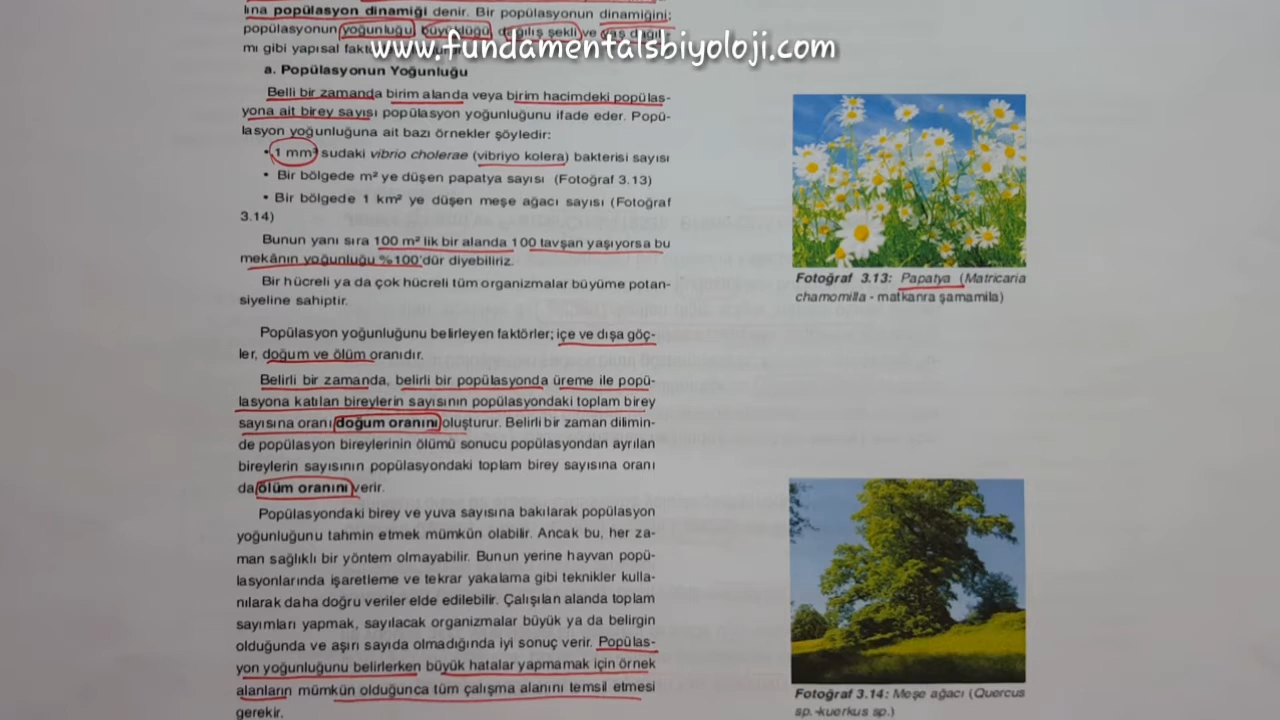 lına popülasyon dinamiği denir. Bir popülasyonun dinamiğini;
popülasyonun yoğunluğu büyüklüğü, dağılış şekli ve yaş dağılı-
mı gibi yapısal
www.fundamentalsbiyoloji.com
a. Popülasyonun Yoğunluğu
Belli bir zamanda birim alanda veya birim hacimdeki popülas-
yona ait birey sayısı popülasyon yoğunluğunu ifade eder. Popü-
lasyon yoğunluğuna ait bazı örnekler şöyledir:
• 1 mm³ sudaki vibrio cholerae (vibriyo kolera) bakterisi sayısı
• Bir bölgede m² ye düşen papatya sayısı (Fotoğraf 3.13)
• Bir bölgede 1 km² ye düşen meşe ağacı sayısı (Fotoğraf
3.14)
Bunun yanı sıra 100 m² lik bir alanda 100 tavşan yaşıyorsa bu
mekânın yoğunluğu %100'dür diyebiliriz.
Bir hücreli ya da çok hücreli tüm organizmalar büyüme potan-
siyeline sahiptir.
Popülasyon yoğunluğunu belirleyen faktörler; içe ve dışa göç-
ler, doğum ve ölüm oranıdır.
Belirli bir zamanda, belirli bir popülasyonda üreme ile popü-
lasyona katılan bireylerin sayısının popülasyondaki toplam birey
sayısına oranı doğum oranını oluşturur. Belirli bir zaman dilimin-
de popülasyon bireylerinin ölümü sonucu popülasyondan ayrılan
bireylerin sayısının popülasyondaki toplam birey sayısına oranı
da ölüm oranını verir.
Popülasyondaki birey ve yuva sayısına bakılarak popülasyon
yoğunluğunu tahmin etmek mümkün olabilir. Ancak bu, her za-
man sağlıklı bir yöntem olmayabilir. Bunun yerine hayvan popü-
lasyonlarında işaretleme ve tekrar yakalama gibi teknikler kulla-
nılarak daha doğru veriler elde edilebilir. Çalışılan alanda toplam
sayımları yapmak, sayılacak organizmalar büyük ya da belirgin
olduğunda ve aşırı sayıda olmadığında iyi sonuç verir. Popülas-
yon yoğunluğunu belirlerken büyük hatalar yapmamak için örnek
alanların mümkün olduğunca tüm çalışma alanını temsil etmesi
gerekir.
Fotoğraf 3.13: Papatya (Matricaria
chamomilla - matkanra şamamila)
Fotoğraf 3.14: Meşe ağacı (Quercus
sp.-kuerkus sp.)